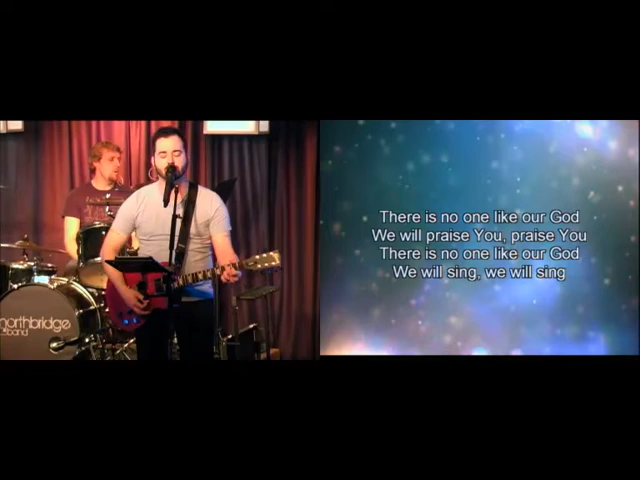 northbridge
band
There is no one like our God
We will praise You, praise You
There is no one like our God
We will sing, we will sing